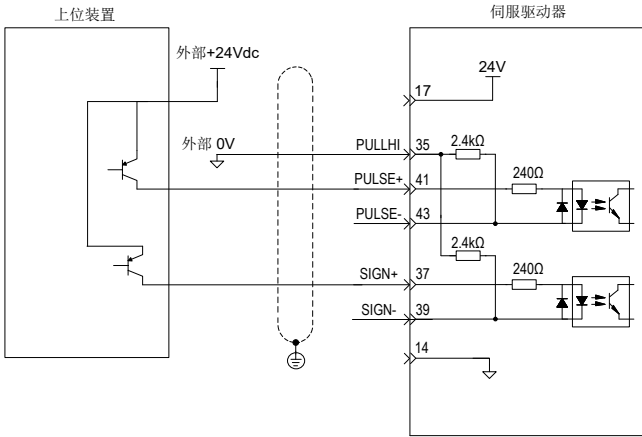 上位装置
伺服驱动器
外部+24Vdc
24V
17
外部 0V
PULLHI
35
2.4kΩ
PULSE+
41
240Ω
PULSE-
43
2.4kΩ
SIGN+
37
240Ω
SIGN-
39
14